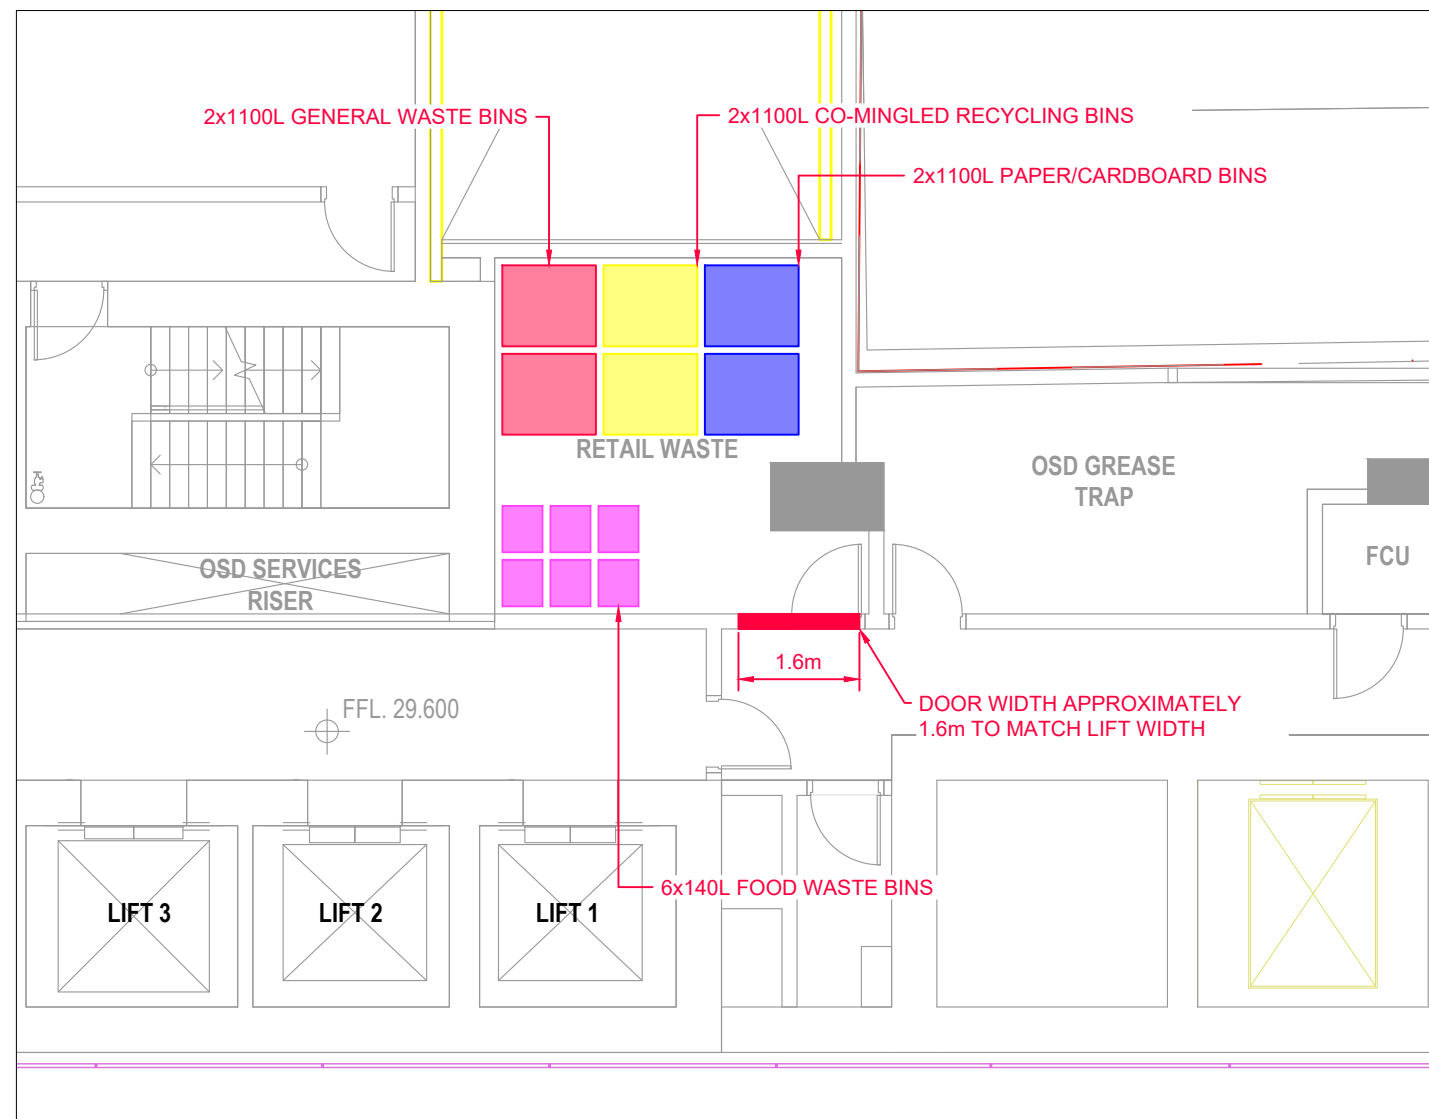 2x1100L GENERAL WASTE BINS
2x1100L CO-MINGLED RECYCLING BINS
2x1100L PAPER/CARDBOARD BINS
RETAIL WASTE
OSD GREASE
TRAP
FCU
OSD SERVICES
RISER
1.6m
FFL. 29.600
DOOR WIDTH APPROXIMATELY
1.6m TO MATCH LIFT WIDTH
6x140L FOOD WASTE BINS
LIFT 3
LIFT 2
LIFT 1